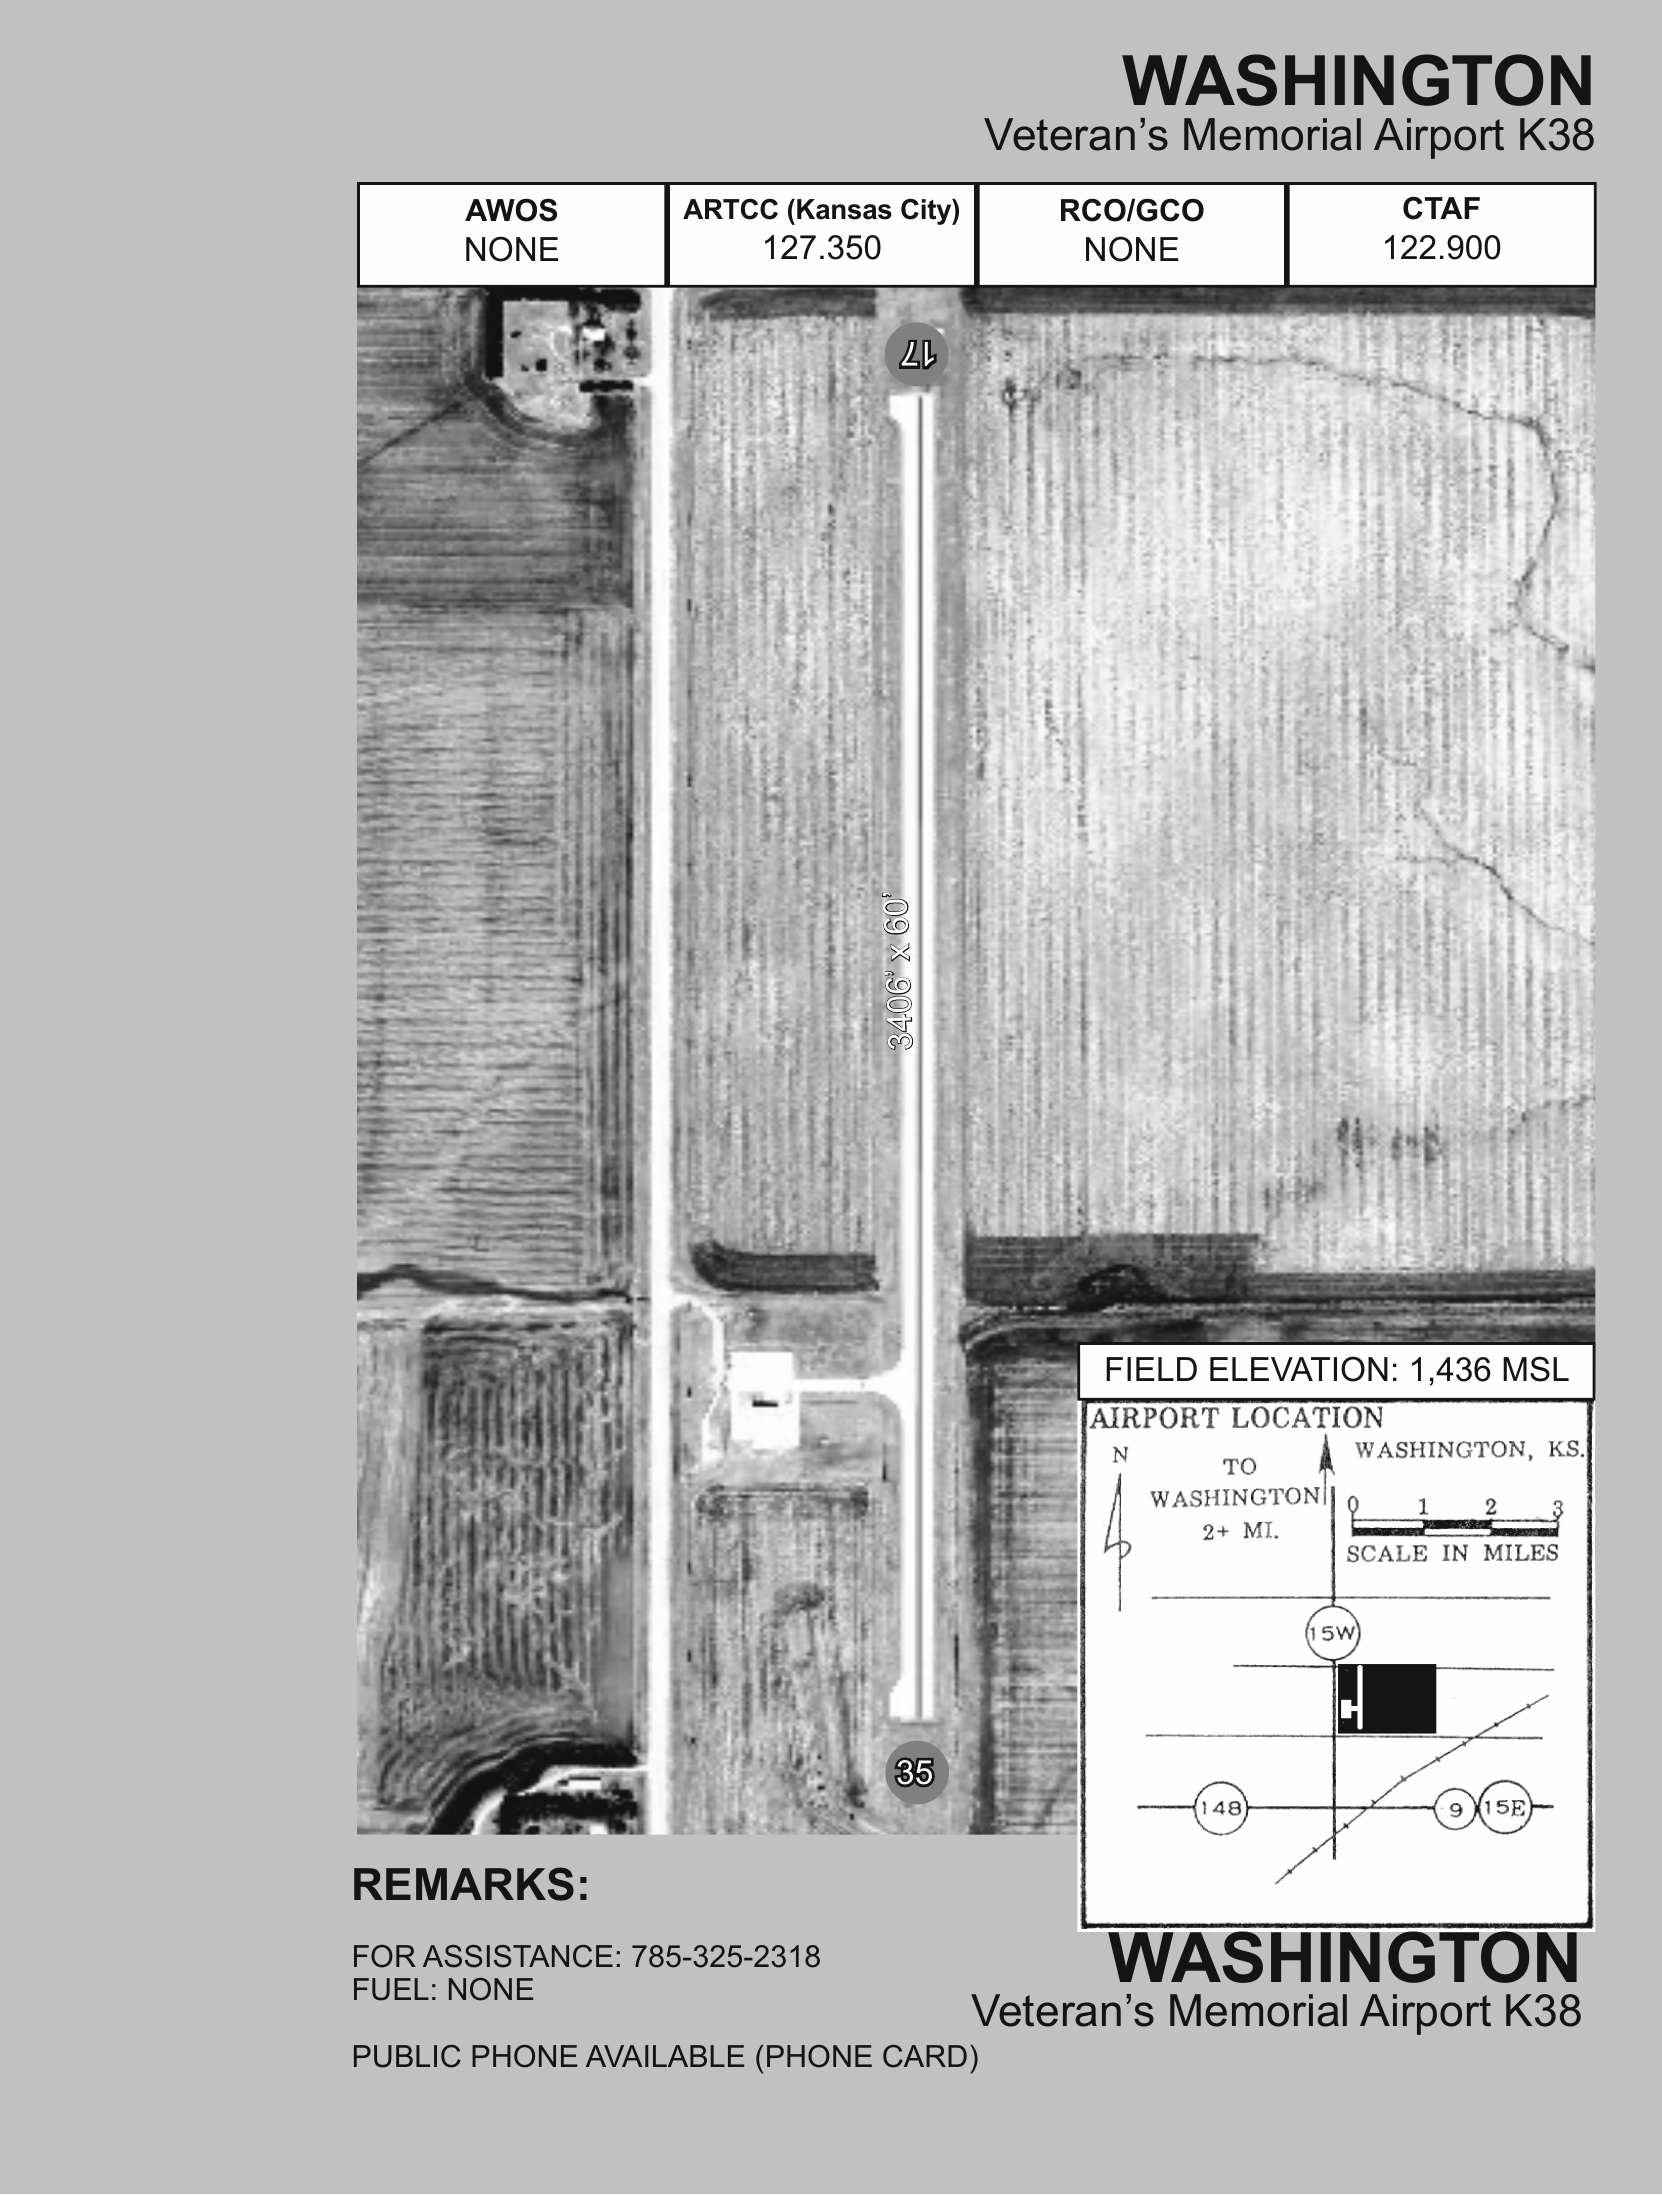 WASHINGTON
Veteran’s Memorial Airport K38
AWOS
NONE
ARTCC (Kansas City)
127.350
RCO/GCO
NONE
CTAF
122.900
17
3406’ x 60’
35
FIELD ELEVATION: 1,436 MSL
AIRPORT LOCATION
N
TO
WASHINGTON
2+ MI.
WASHINGTON, KS.
0 1 2 3
SCALE IN MILES
15W
148
9
15E
REMARKS:
FOR ASSISTANCE: 785-325-2318
FUEL: NONE
PUBLIC PHONE AVAILABLE (PHONE CARD)
WASHINGTON
Veteran’s Memorial Airport K38